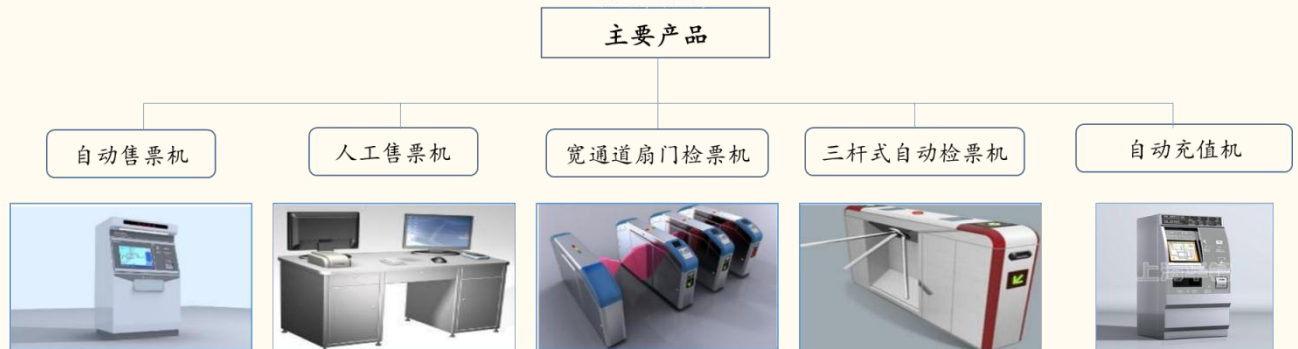 主要产品
自动售票机
人工售票机
宽通道扇门检票机
三杆式自动检票机
自动充值机